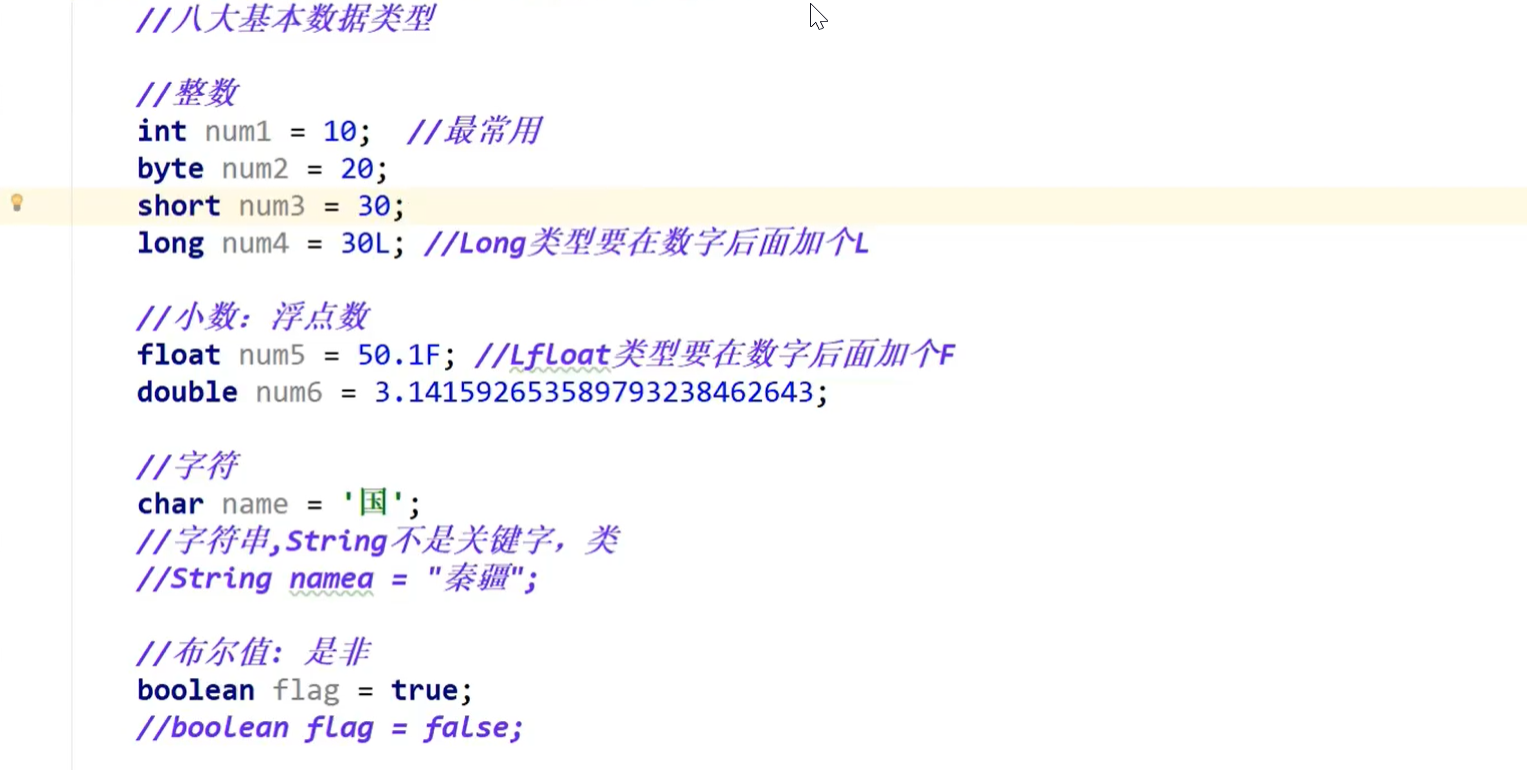 //八大基本数据类型
//整数
int num1 = 10;  //最常用
byte num2 = 20;
short num3 = 30;
long num4 = 30L; //Long类型要在数字后面加个L
//小数：浮点数
float num5 = 50.1F; //Lfloat类型要在数字后面加个F
double num6 = 3.1415926535897932384626433;
//字符
char name = '国';
//字符串,String不是关键字，类
//String namea = "秦疆";
//布尔值: 是非
boolean flag = true;
//boolean flag = false;